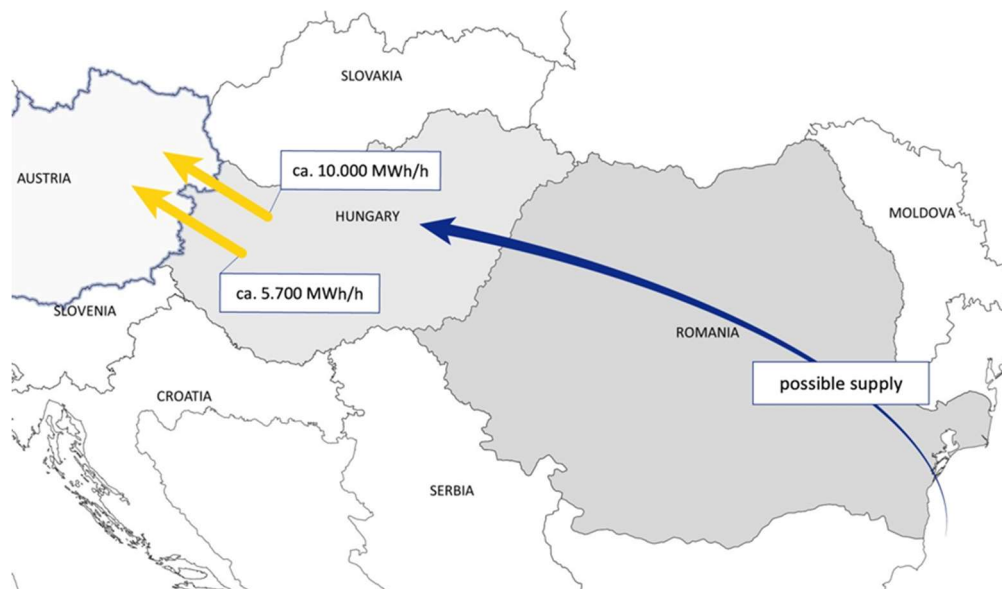 SLOVAKIA
ca. 10.000 MWh/h
AUSTRIA
HUNGARY
MOLDOVA
ca. 5.700 MWh/h
SLOVENIA
ROMANIA
possible supply
CROATIA
SERBIA